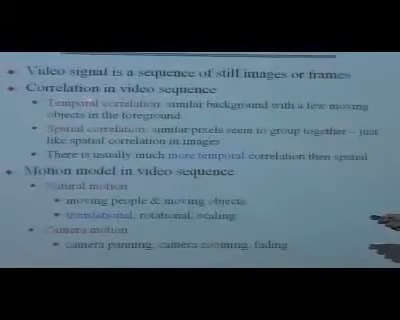 Video signal is a sequence of still images or frames
Correlation in video sequence
Temporal correlation: similar background with a few moving
objects in the foreground
Spatial correlation: similar pixels seem to group together – just
like spatial correlation in images
There is usually much more temporal correlation then spatial
Motion model in video sequence
Natural motion
moving people & moving objects
translational, rotational, scaling
Camera motion
camera panning, camera zooming, fading